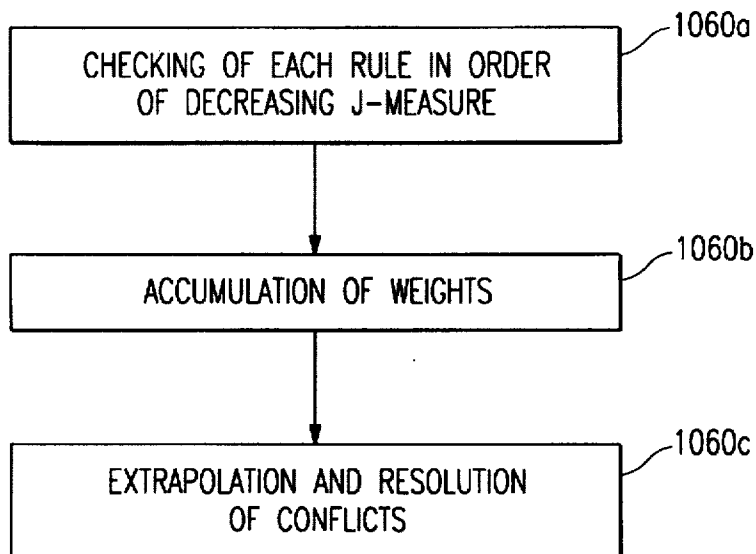 1060a
CHECKING OF EACH RULE IN ORDER
OF DECREASING J-MEASURE
1060b
ACCUMULATION OF WEIGHTS
1060c
EXTRAPOLATION AND RESOLUTION
OF CONFLICTS